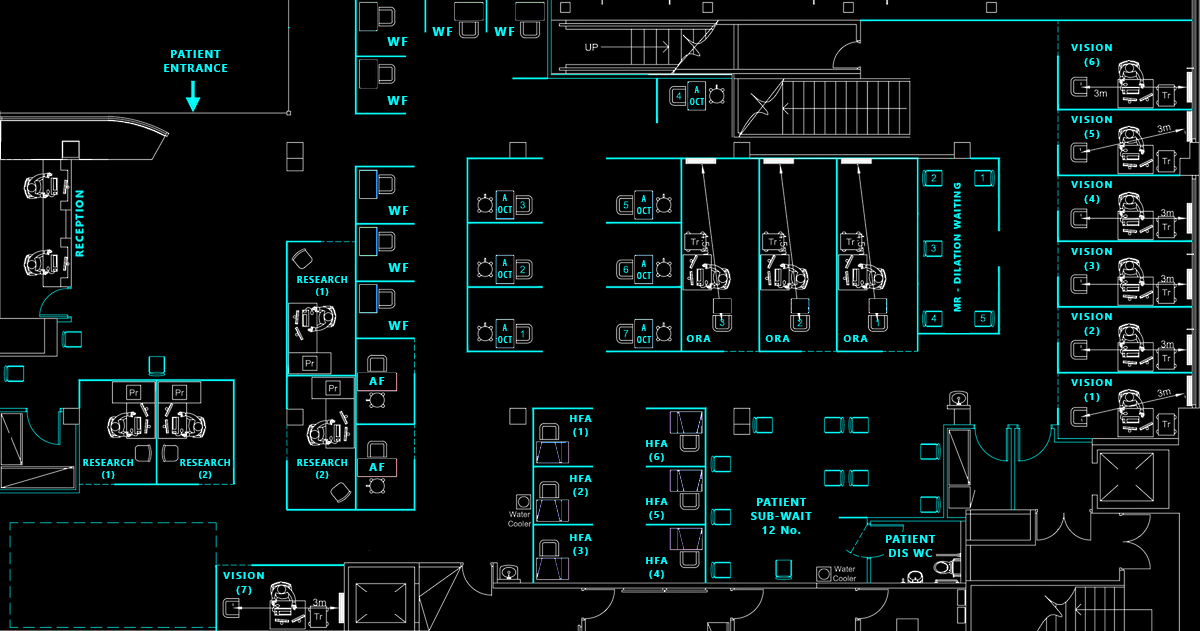 PATIENT
ENTRANCE
WF
WF
WF
WF
UP
4
A
OCT
VISION
(6)
3m
Tr
VISION
(5)
3m
Tr
VISION
(4)
3m
Tr
VISION
(3)
3m
Tr
VISION
(2)
3m
Tr
VISION
(1)
3m
Tr
RECEPTION
WF
WF
WF
RESEARCH
(1)
Pr
Pr
RESEARCH
(2)
AF
AF
Pr
Pr
RESEARCH
(1)
RESEARCH
(2)
A
OCT
3
A
OCT
2
A
OCT
1
5
A
OCT
6
A
OCT
7
A
OCT
Tr
3
ORA
Tr
2
ORA
Tr
1
ORA
MR - DILATION WAITING
2
1
3
4
5
HFA
(1)
HFA
(2)
HFA
(3)
HFA
(6)
HFA
(5)
HFA
(4)
Water
Cooler
PATIENT
SUB-WAIT
12 No.
Water
Cooler
PATIENT
DIS WC
VISION
(7)
3m
Tr